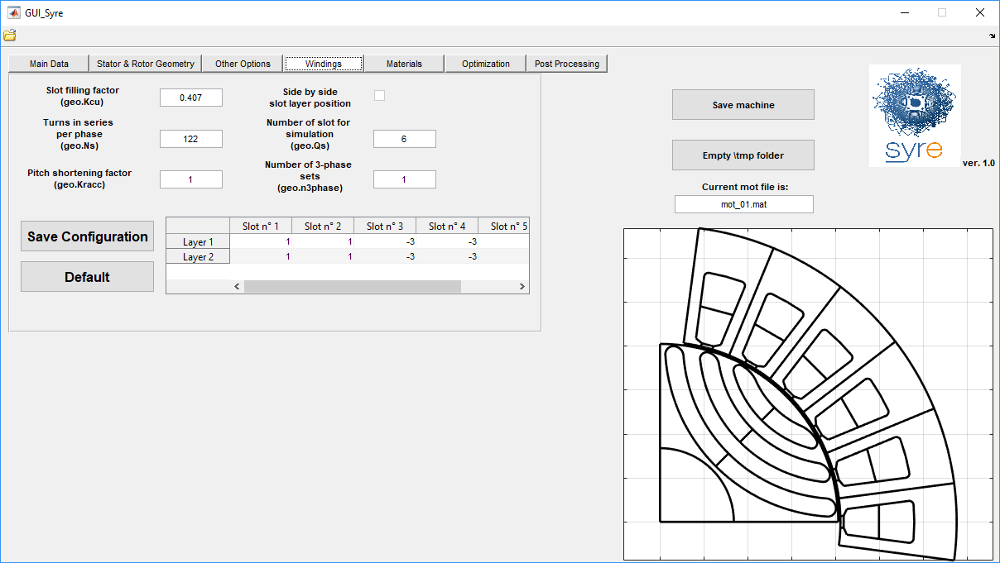 GUI_Syre
Main Data
Stator & Rotor Geometry
Other Options
Windings
Materials
Optimization
Post Processing
Slot filling factor
(geo.Kcu)
0.407
Side by side
slot layer position
Turns in series
per phase
(geo.Ns)
122
Number of slot for
simulation
(geo.Qs)
6
Pitch shortening factor
(geo.Kracc)
1
Number of 3-phase
sets
(geo.n3phase)
1
Save Configuration
Default
Slot n° 1 Slot n° 2 Slot n° 3 Slot n° 4 Slot n° 5
Layer 1 1 1 -3 -3
Layer 2 1 1 -3 -3
Save machine
Empty \tmp folder
Current mot file is:
mot_01.mat
syre
ver. 1.0